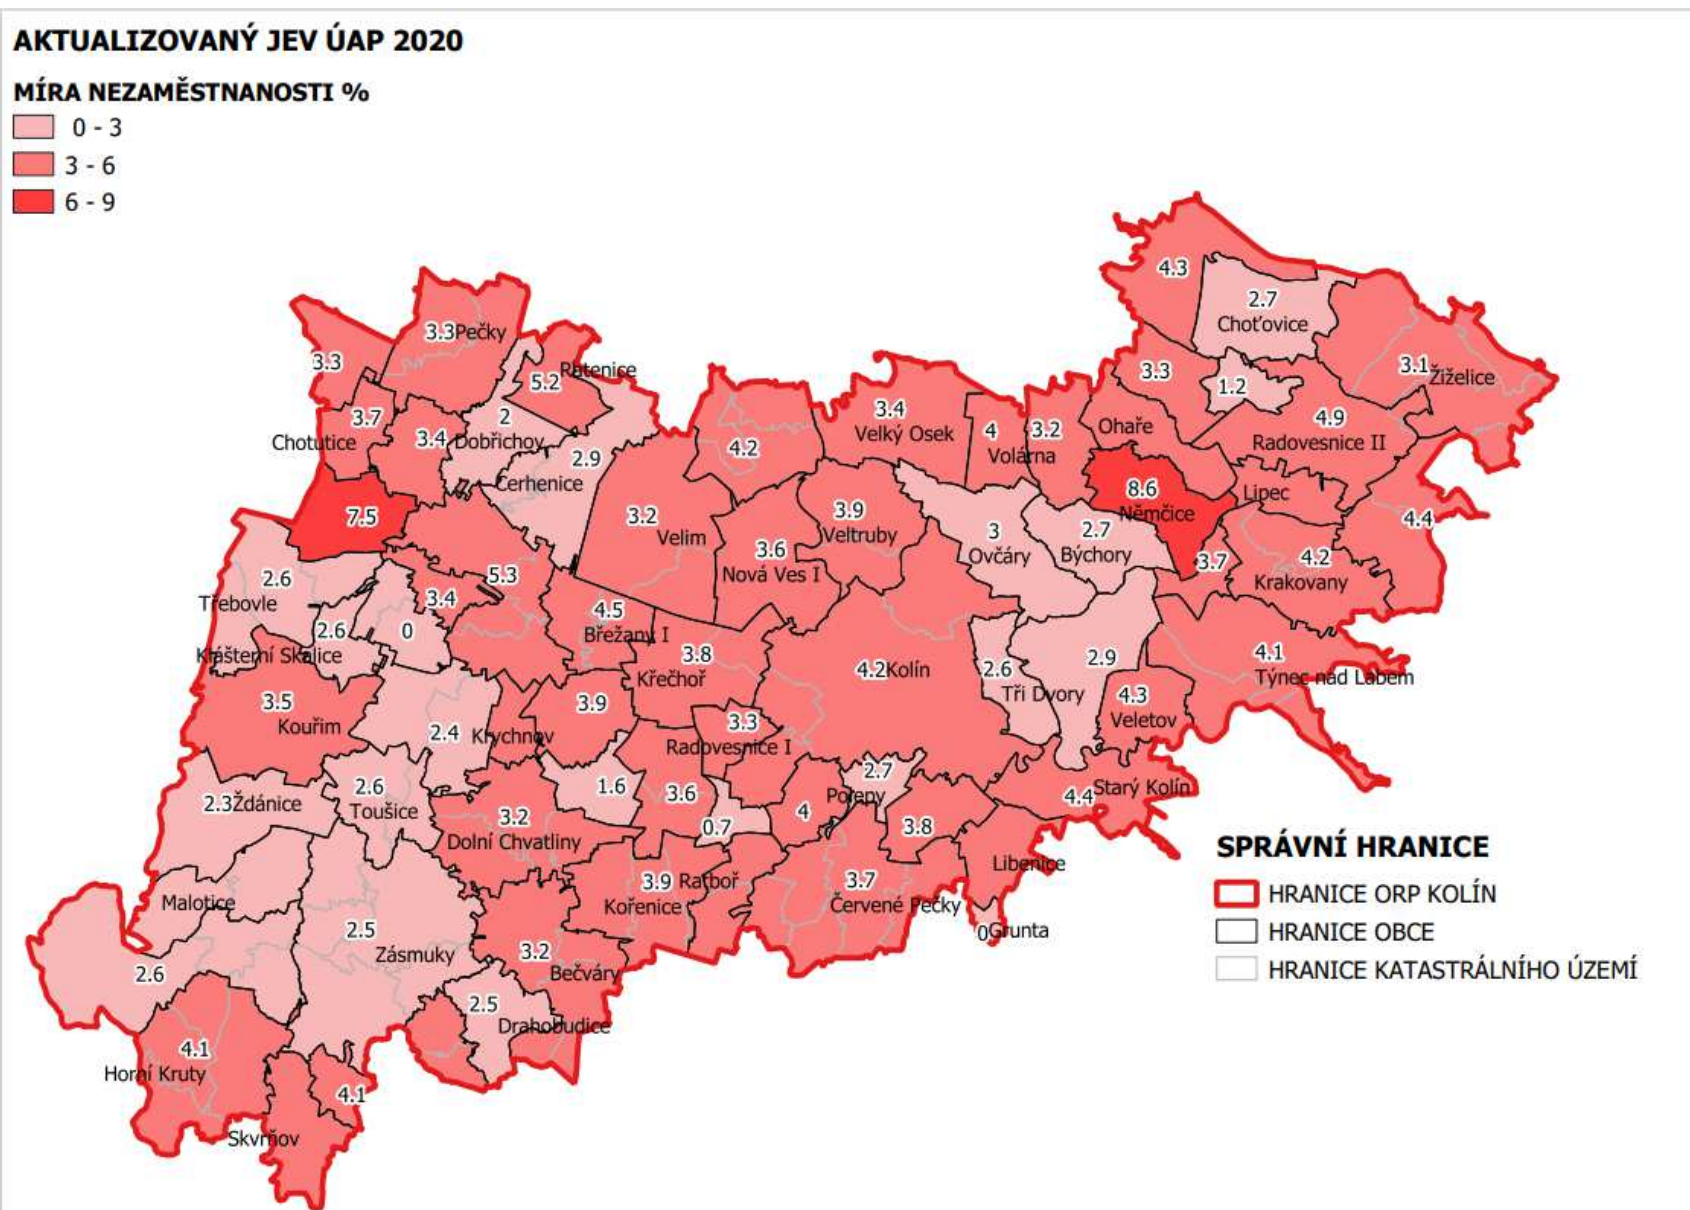 AKTUALIZOVANÝ JEV ÚAP 2020
MÍRA NEZAMĚSTNANOSTI %
0 - 3
3 - 6
6 - 9
4.3
2.7
Choťovice
3.3 Pečky
3.3
5.2
Ratenice
3.3
1.2
3.1 Žiželice
3.7
Chotutice
3.4
2
Dobřichov
2.9
Cerhenice
4.2
3.4
Velký Osek
4
Volárna
3.2
Ohaře
4.9
Radovesnice II
7.5
3.2
Velim
3.9
Veltruby
3.6
Nová Ves I
3
Ovčáry
2.7
Býchory
8.6
Němčice
Lipec
4.4
3.7
4.2
Krakovany
2.6
Třebovle
5.3
3.4
2.6
0
Klášterní Skalice
4.5
Břežany I
3.8
Křečhoř
4.2 Kolín
2.6
Tři Dvory
2.9
4.1
Týnec nad Labem
4.3
Veletov
3.5
Kouřim
2.4
Krychnov
3.9
3.3
Radovesnice I
2.3 Ždánice
2.6
Toušice
1.6
3.6
2.7
Polepy
4
0.7
3.8
4.4 Starý Kolín
3.2
Dolní Chvatliny
Libenice
Malotice
3.9 Ratboř
Kořenice
3.7
Červené Pečky
0 Grunta
2.5
Zásmuky
3.2
Bečváry
2.6
2.5
Drahobudice
4.1
Horní Kruty
4.1
Skvrňov
SPRÁVNÍ HRANICE
HRANICE ORP KOLÍN
HRANICE OBCE
HRANICE KATASTRÁLNÍHO ÚZEMÍ